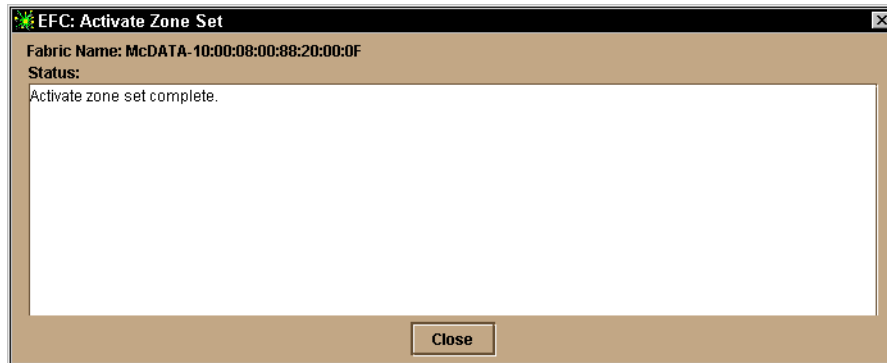 EFC: Activate Zone Set
Fabric Name: McDATA-10:00:08:00:88:20:00:0F
Status:
Activate zone set complete.
Close